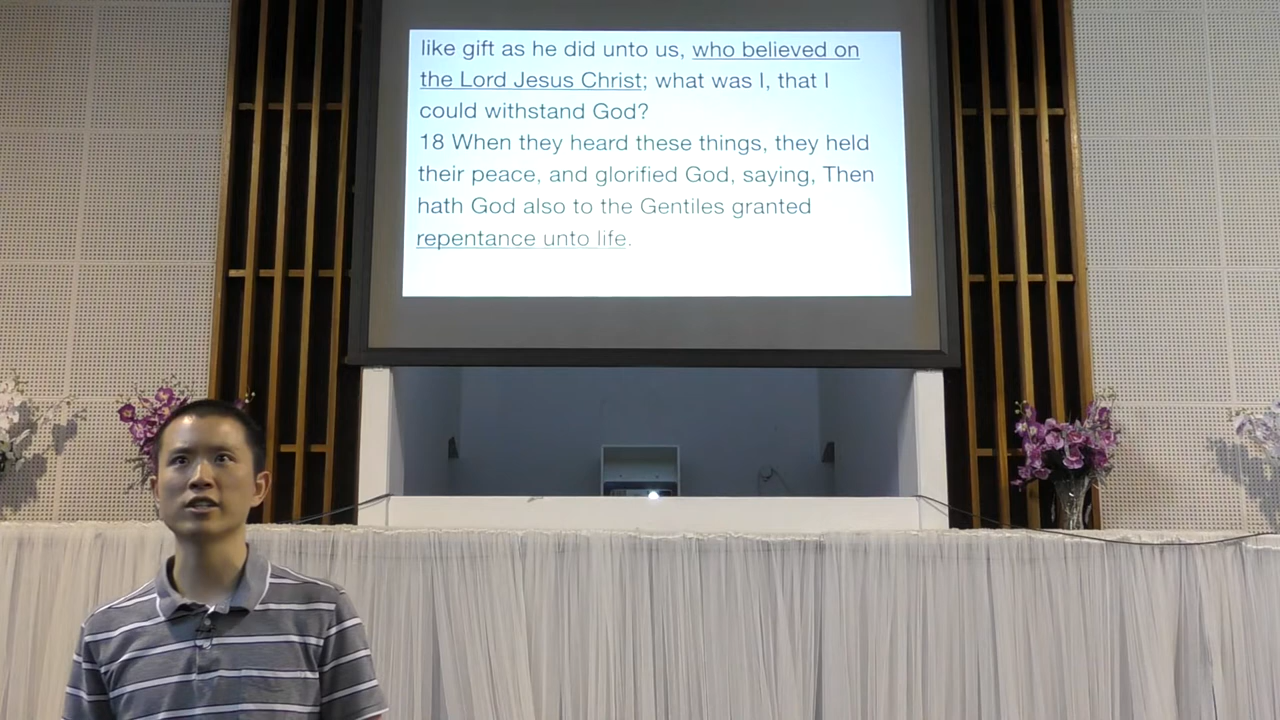 like gift as he did unto us, who believed on
the Lord Jesus Christ; what was I, that I
could withstand God?
18 When they heard these things, they held
their peace, and glorified God, saying, Then
hath God also to the Gentiles granted
repentance unto life.